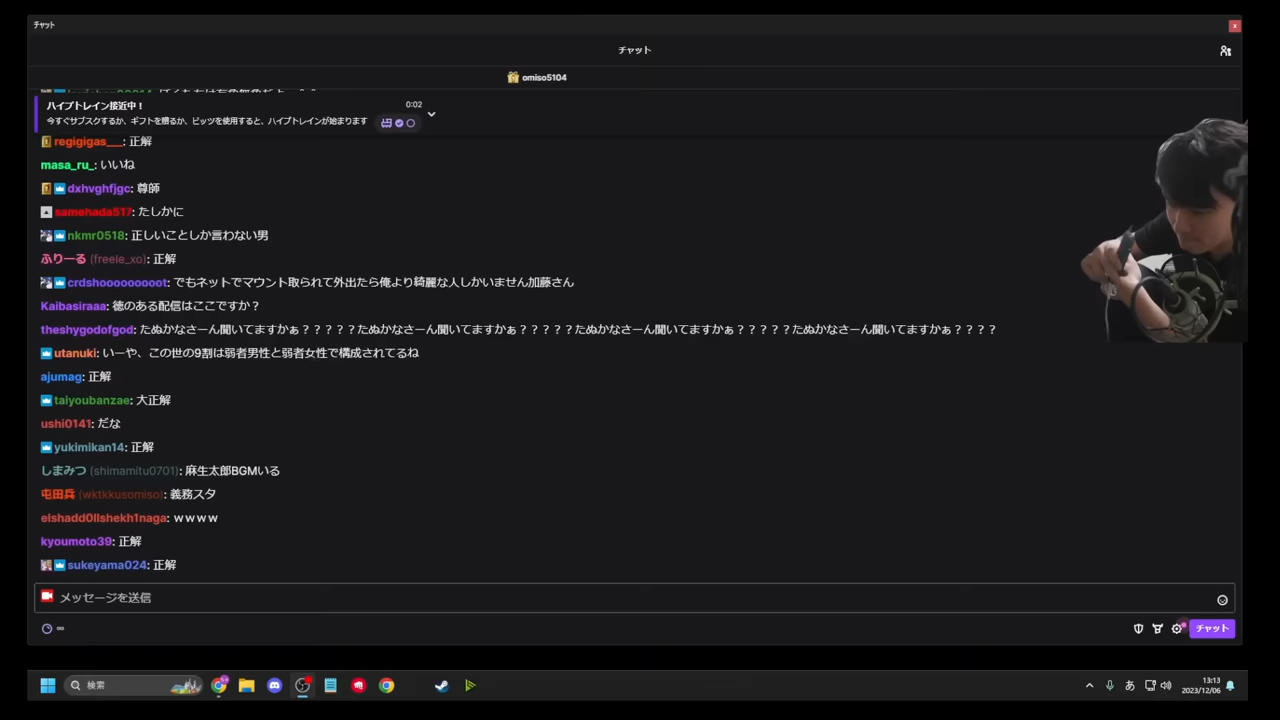 チャット
チャット
omiso5104
ハイプトレイン接近中！
0:02
今すぐサブスクするか、ギフトを贈るか、ビッツを使用すると、ハイプトレインが始まります
regigigas___: 正解
masa_ru_: いいね
dxhvghfjgc: 尊師
samehada517: たしかに
nkmr0518: 正しいことしか言わない男
ふりーる (freele_xo): 正解
crdshooooooooot: でもネットでマウント取られて外出たら俺より綺麗な人しかいません加藤さん
Kaibasiraaa: 徳のある配信はここですか？
theshygodofgod: たぬかなさーん聞いてますかぁ？？？？？たぬかなさーん聞いてますかぁ？？？？？たぬかなさーん聞いてますかぁ？？？？？たぬかなさーん聞いてますかぁ？？？？
utanuki: いーや、この世の9割は弱者男性と弱者女性で構成されてるね
ajumag: 正解
taiyoubanzae: 大正解
ushi0141: だな
yukimikan14: 正解
しまみつ (shimamitu0701): 麻生太郎BGMいる
屯田兵 (wktkkusomiso): 義務スタ
elshadd0llshekh1naga: ｗｗｗｗ
kyoumoto39: 正解
sukeyama024: 正解
メッセージを送信
チャット
検索
あ
13:13
2023/12/06